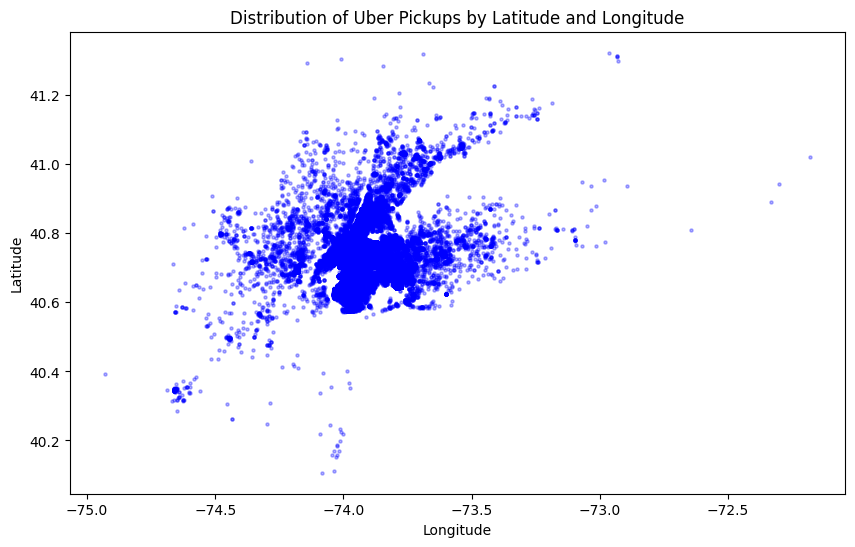 Distribution of Uber Pickups by Latitude and Longitude
41.2
41.0
40.8
40.6
40.4
40.2
Latitude
−75.0 −74.5 −74.0 −73.5 −73.0 −72.5
Longitude